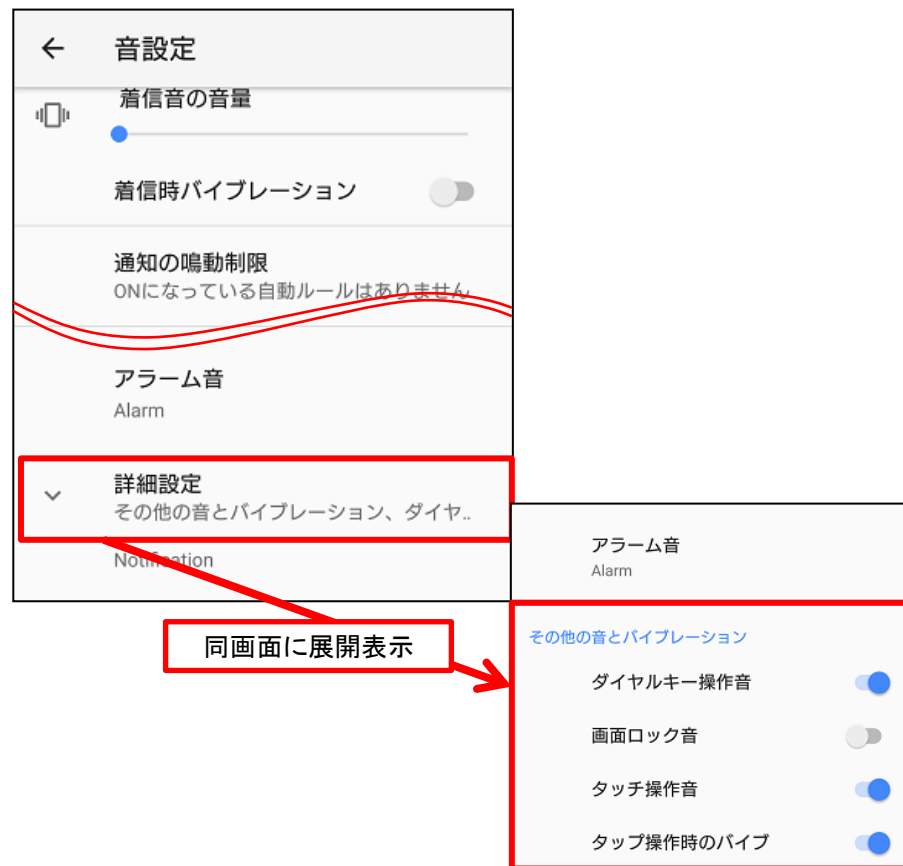 音設定
着信音の音量
着信時バイブレーション
通知の鳴動制限
ONになっている自動ルールはありません
アラーム音
Alarm
詳細設定
その他の音とバイブレーション、ダイヤ..
Notification
同画面に展開表示
アラーム音
Alarm
その他の音とバイブレーション
ダイヤルキー操作音
画面ロック音
タッチ操作音
タップ操作時のバイブ